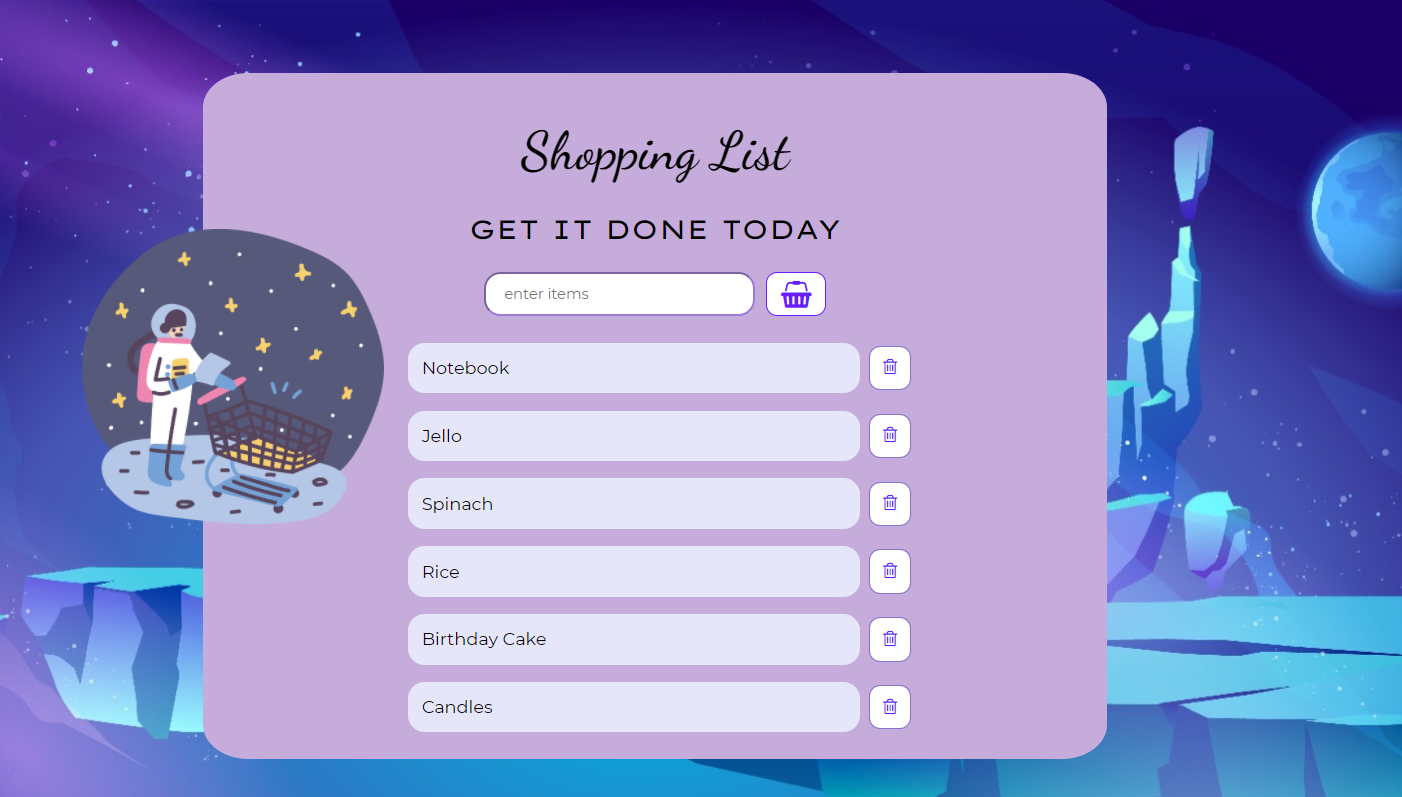 Shopping List
GET IT DONE TODAY
enter items
Notebook
Jello
Spinach
Rice
Birthday Cake
Candles